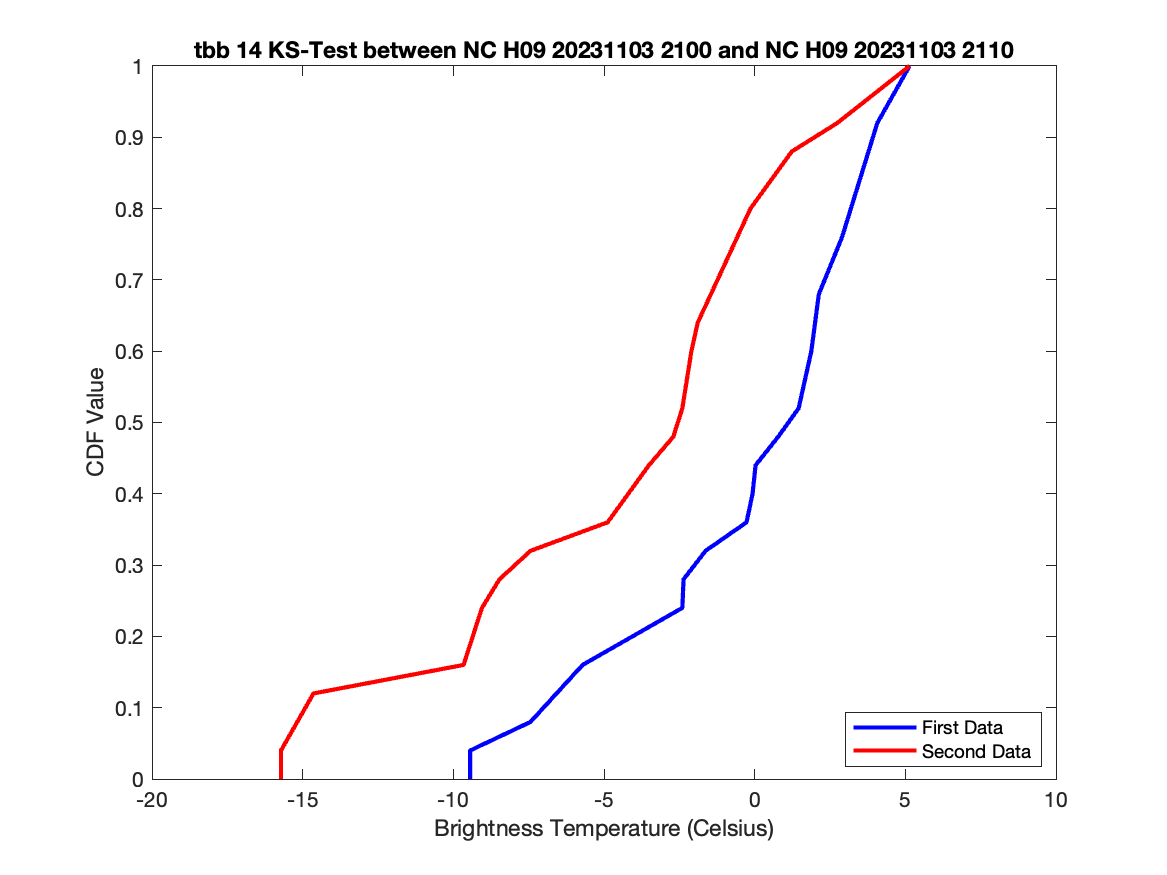 tbb 14 KS-Test between NC H09 20231103 2100 and NC H09 20231103 2110
1
0.9
0.8
0.7
0.6
0.5
0.4
0.3
0.2
0.1
0
CDF Value
First Data
Second Data
-20 -15 -10 -5 0 5 10
Brightness Temperature (Celsius)